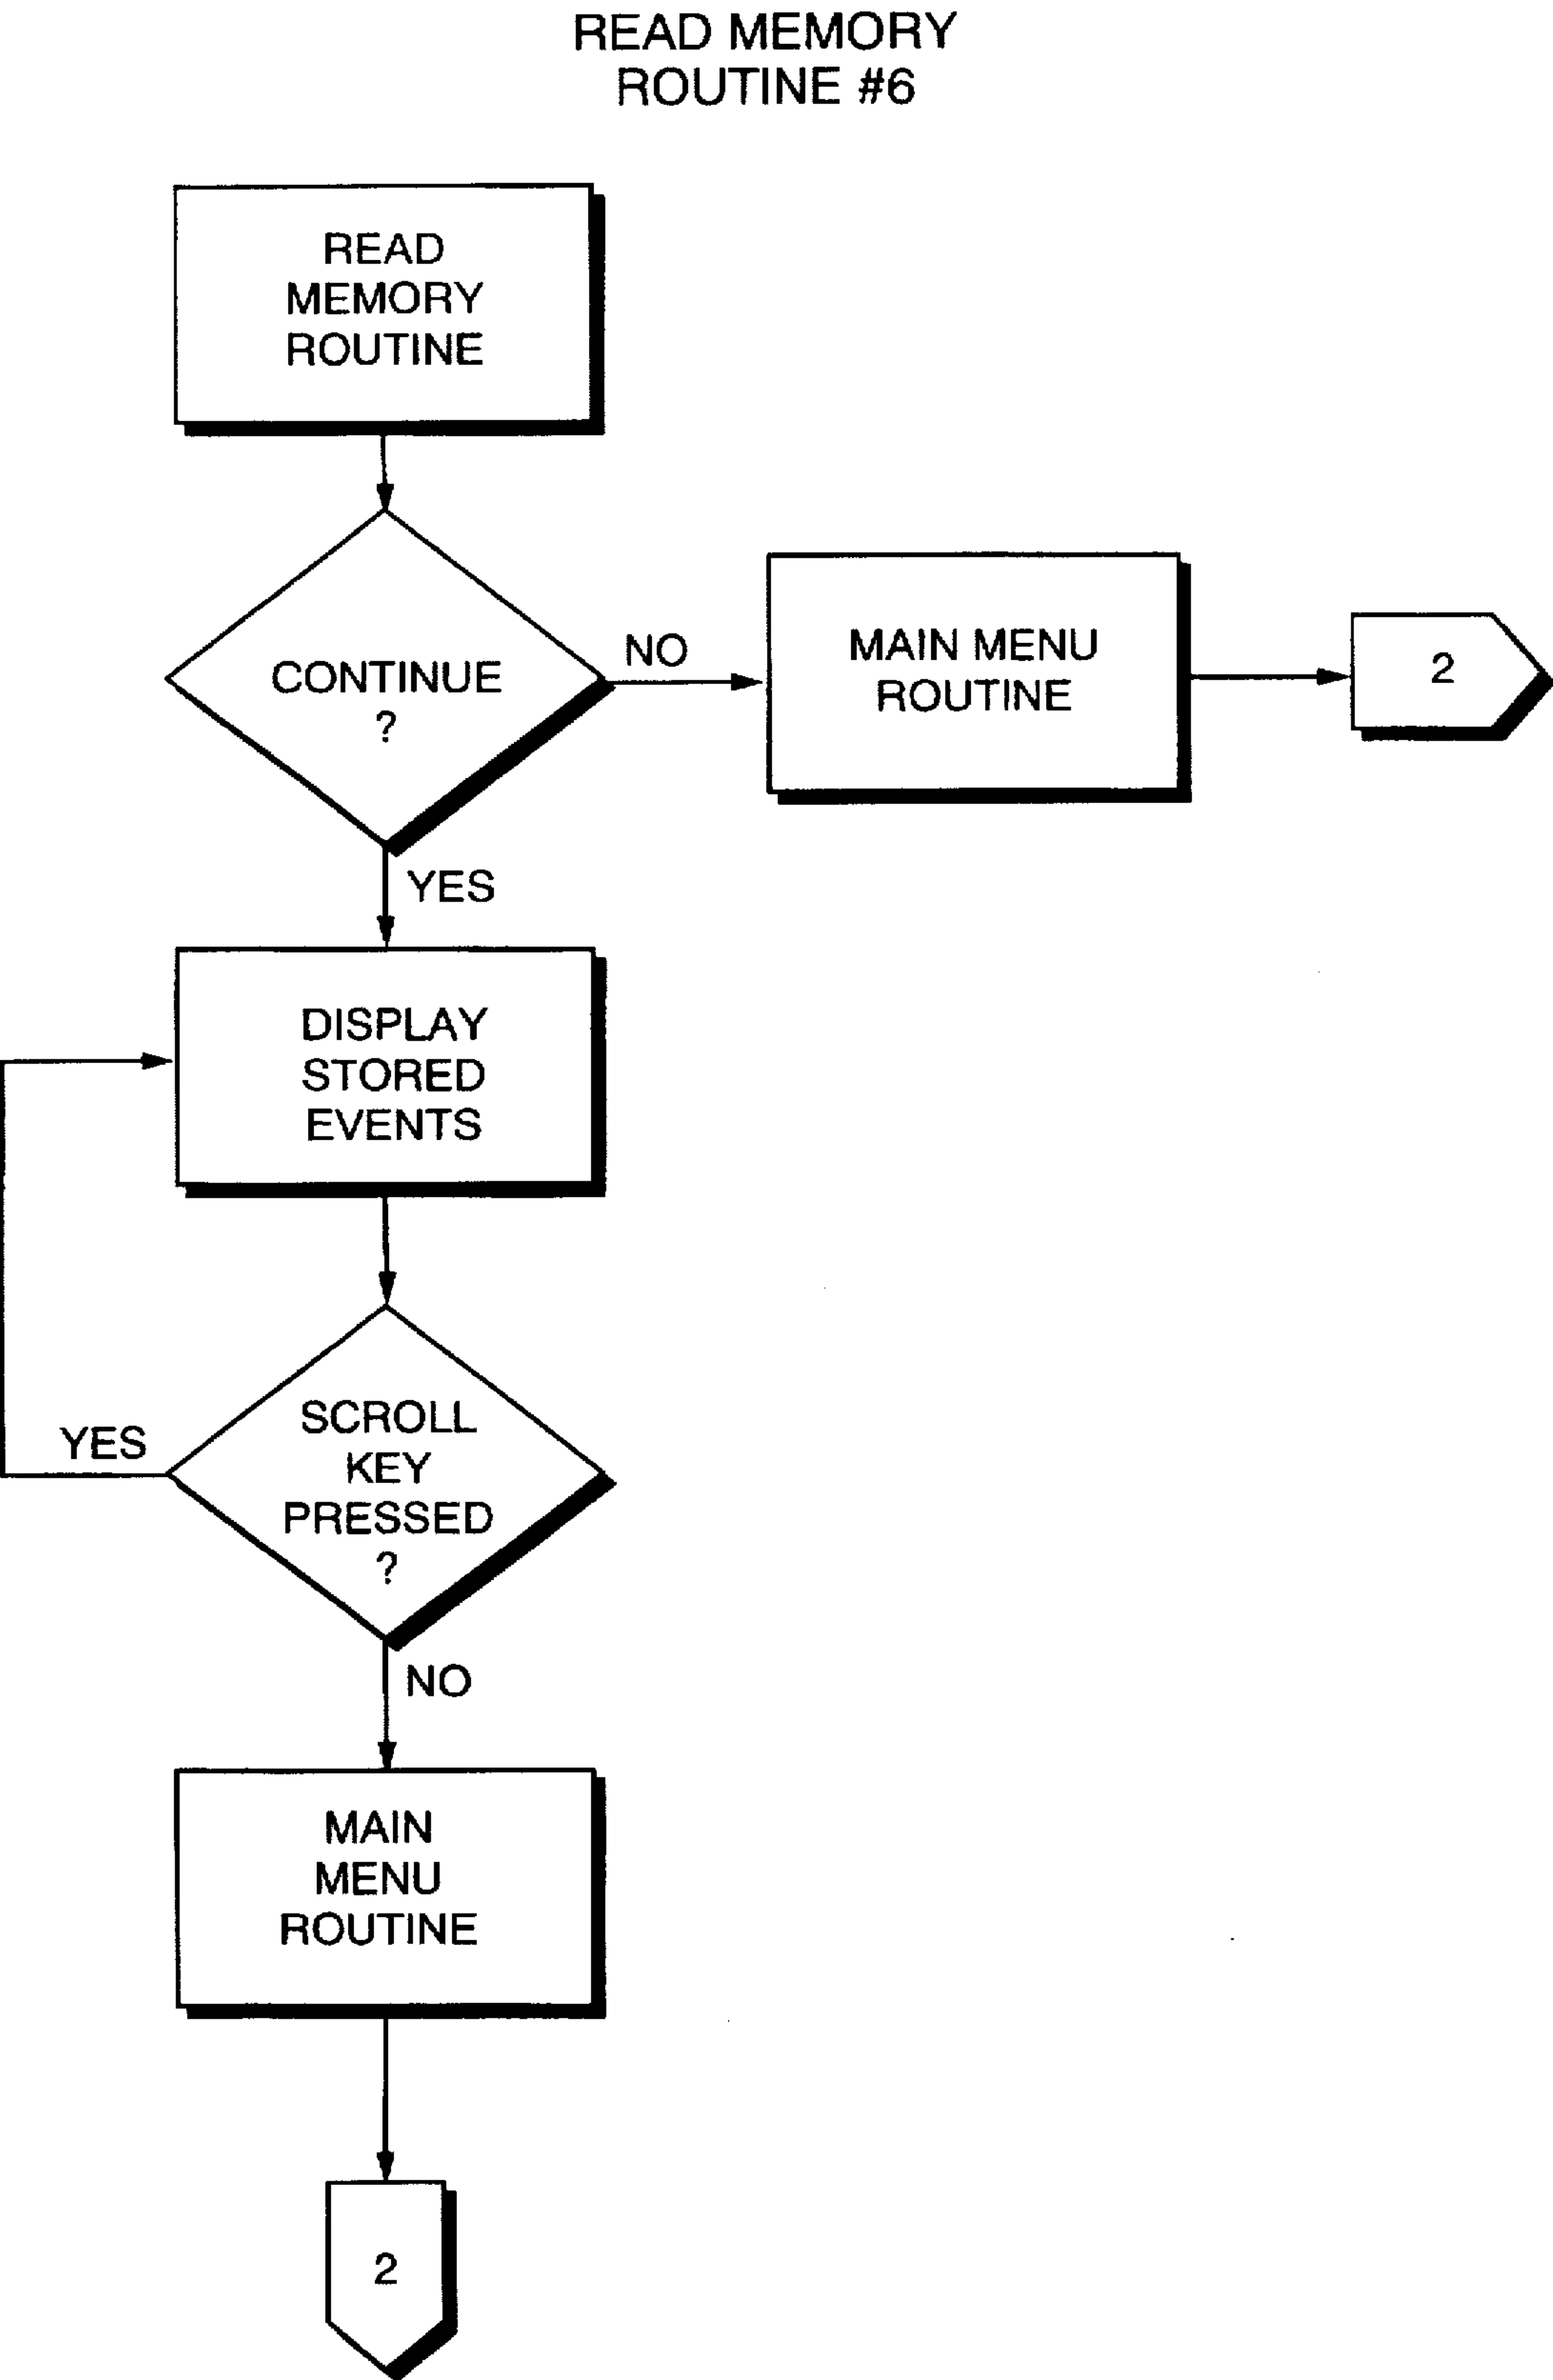 READ MEMORY
ROUTINE #6
READ
MEMORY
ROUTINE
CONTINUE
?
NO
MAIN MENU
ROUTINE
2
YES
DISPLAY
STORED
EVENTS
SCROLL
KEY
PRESSED
?
YES
NO
MAIN
MENU
ROUTINE
2